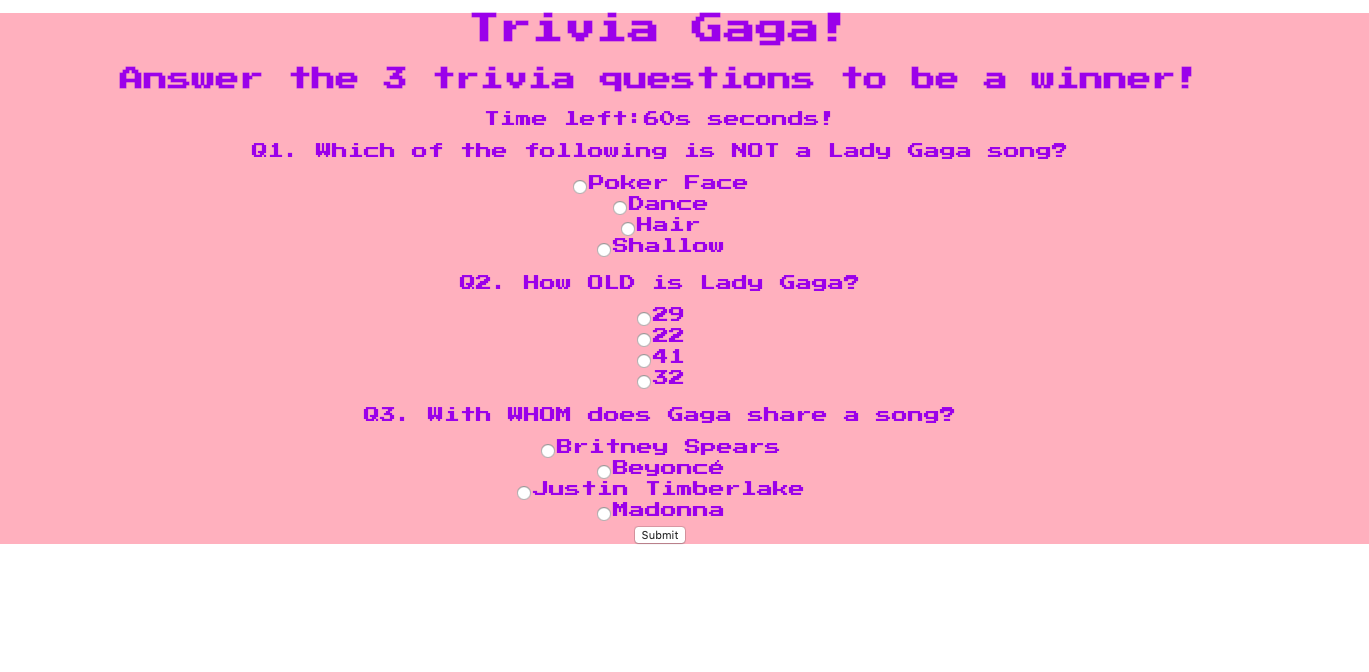 Trivia Gaga!
Answer the 3 trivia questions to be a winner!
Time left:60s seconds!
Q1. Which of the following is NOT a Lady Gaga song?
Poker Face
Dance
Hair
Shallow
Q2. How OLD is Lady Gaga?
29
22
41
32
Q3. With WHOM does Gaga share a song?
Britney Spears
Beyoncé
Justin Timberlake
Madonna
Submit